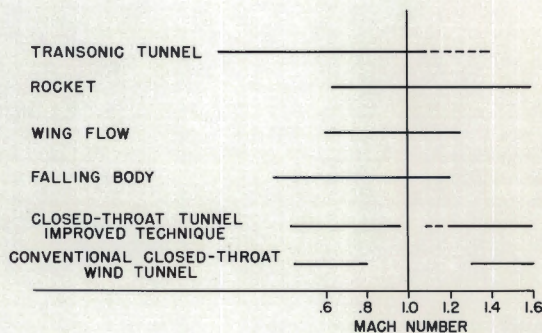 TRANSONIC TUNNEL
ROCKET
WING FLOW
FALLING BODY
CLOSED-THROAT TUNNEL
IMPROVED TECHNIQUE
CONVENTIONAL CLOSED-THROAT
WIND TUNNEL
.6 .8 1.0 1.2 1.4 1.6
MACH NUMBER